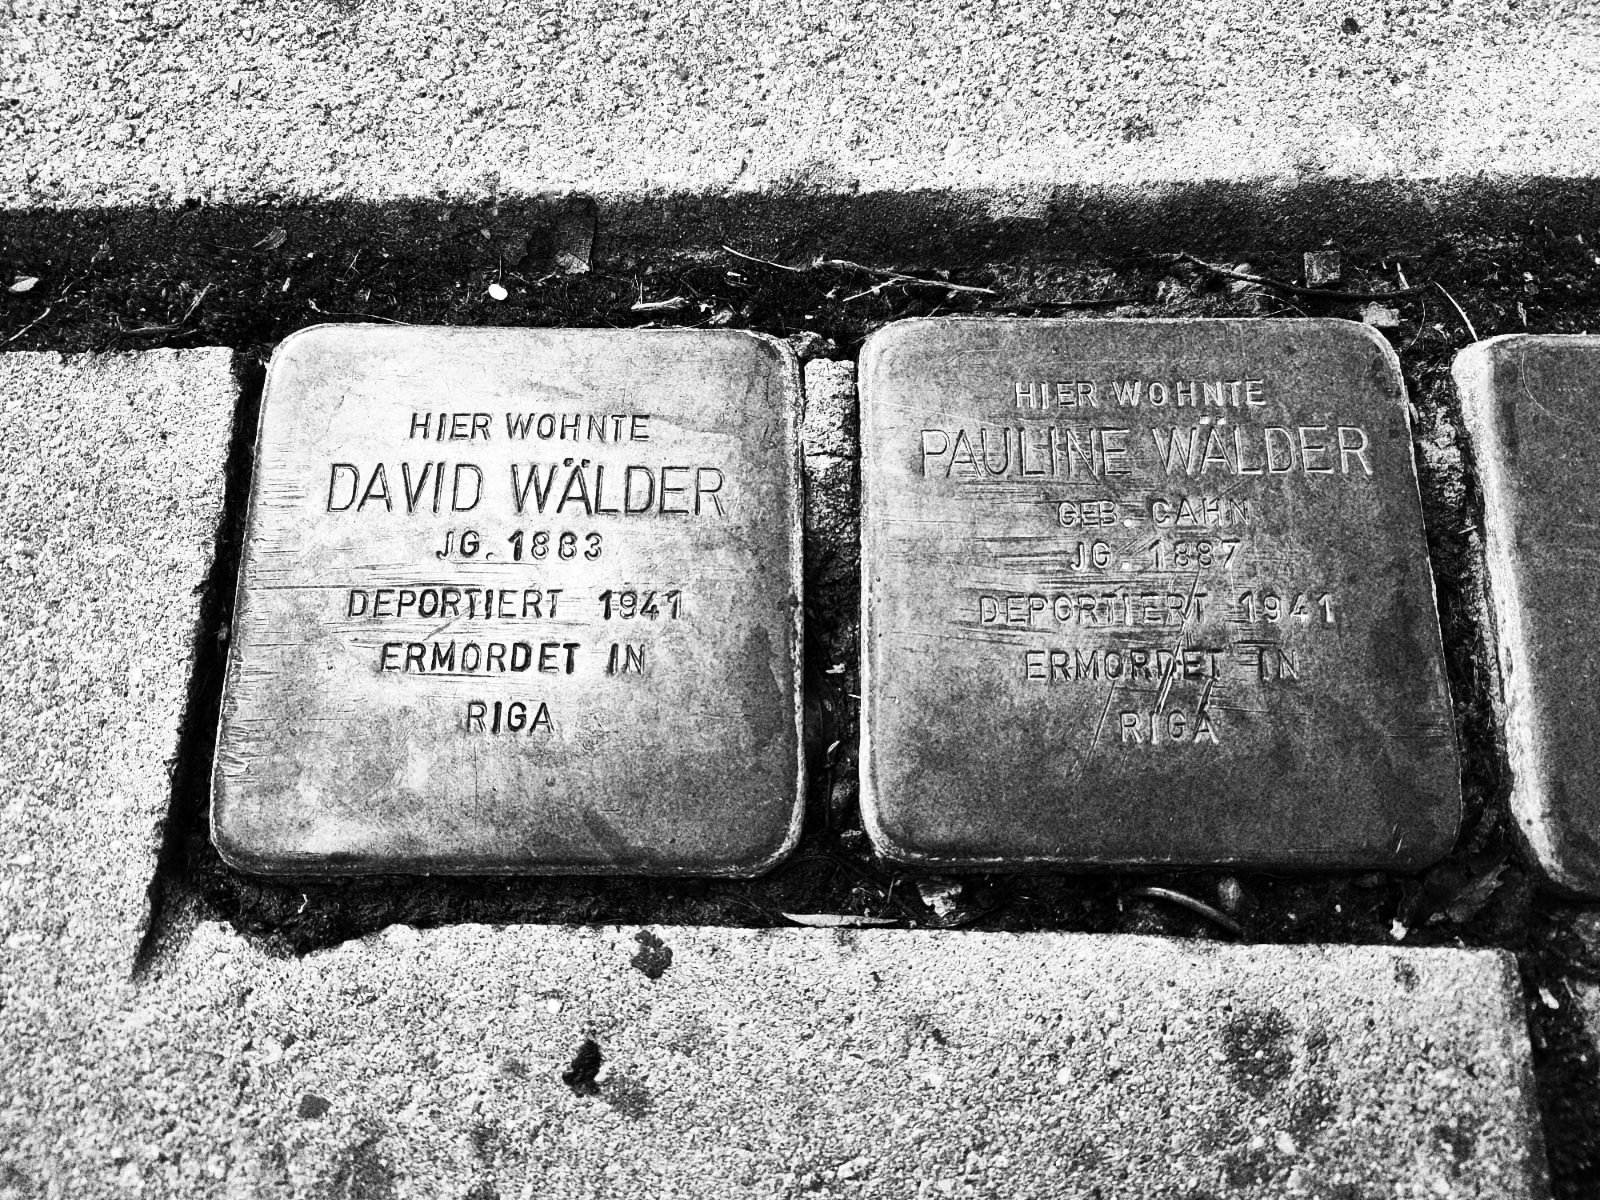 HIER WOHNTE
DAVID WÄLDER
JG. 1883
DEPORTIERT 1941
ERMORDET IN
RIGA
HIER WOHNTE
PAULINE WÄLDER
GEB. CAHN
JG. 1887
DEPORTIERT 1941
ERMORDET IN
RIGA